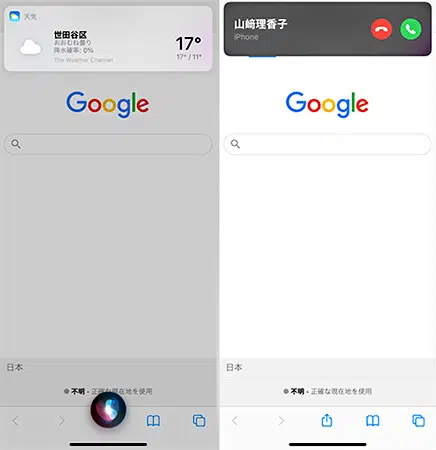 天気
世田谷区
おおむね曇り
降水確率: 0%
The Weather Channel
17°
17° / 11°
Google
日本
不明 - 正確な現在地を使用
山﨑理香子
iPhone
Google
日本
不明 - 正確な現在地を使用